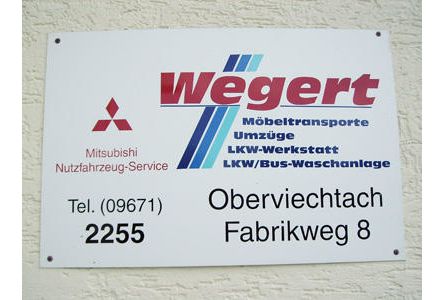 Wegert
Möbeltransporte
Umzüge
LKW-Werkstatt
LKW/Bus-Waschanlage
Mitsubishi
Nutzfahrzeug-Service
Tel. (09671)
2255
Oberviechtach
Fabrikweg 8